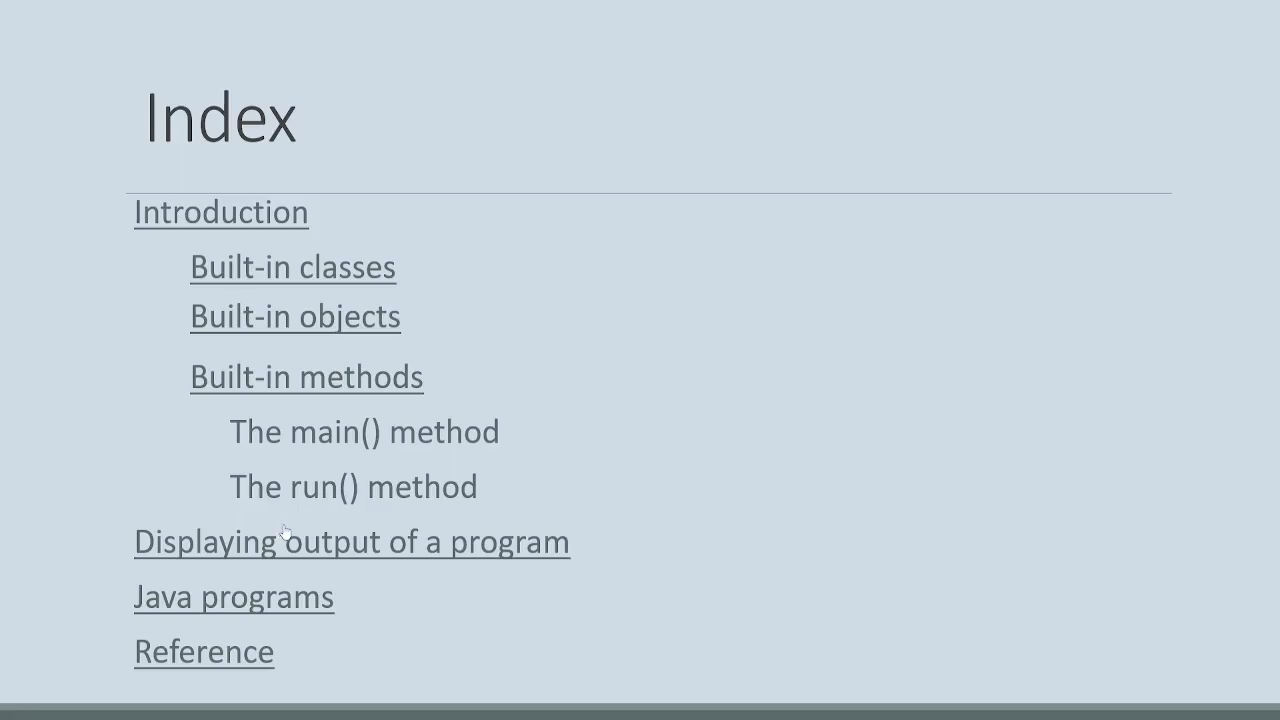 Index
Introduction
Built-in classes
Built-in objects
Built-in methods
The main() method
The run() method
Displaying output of a program
Java programs
Reference